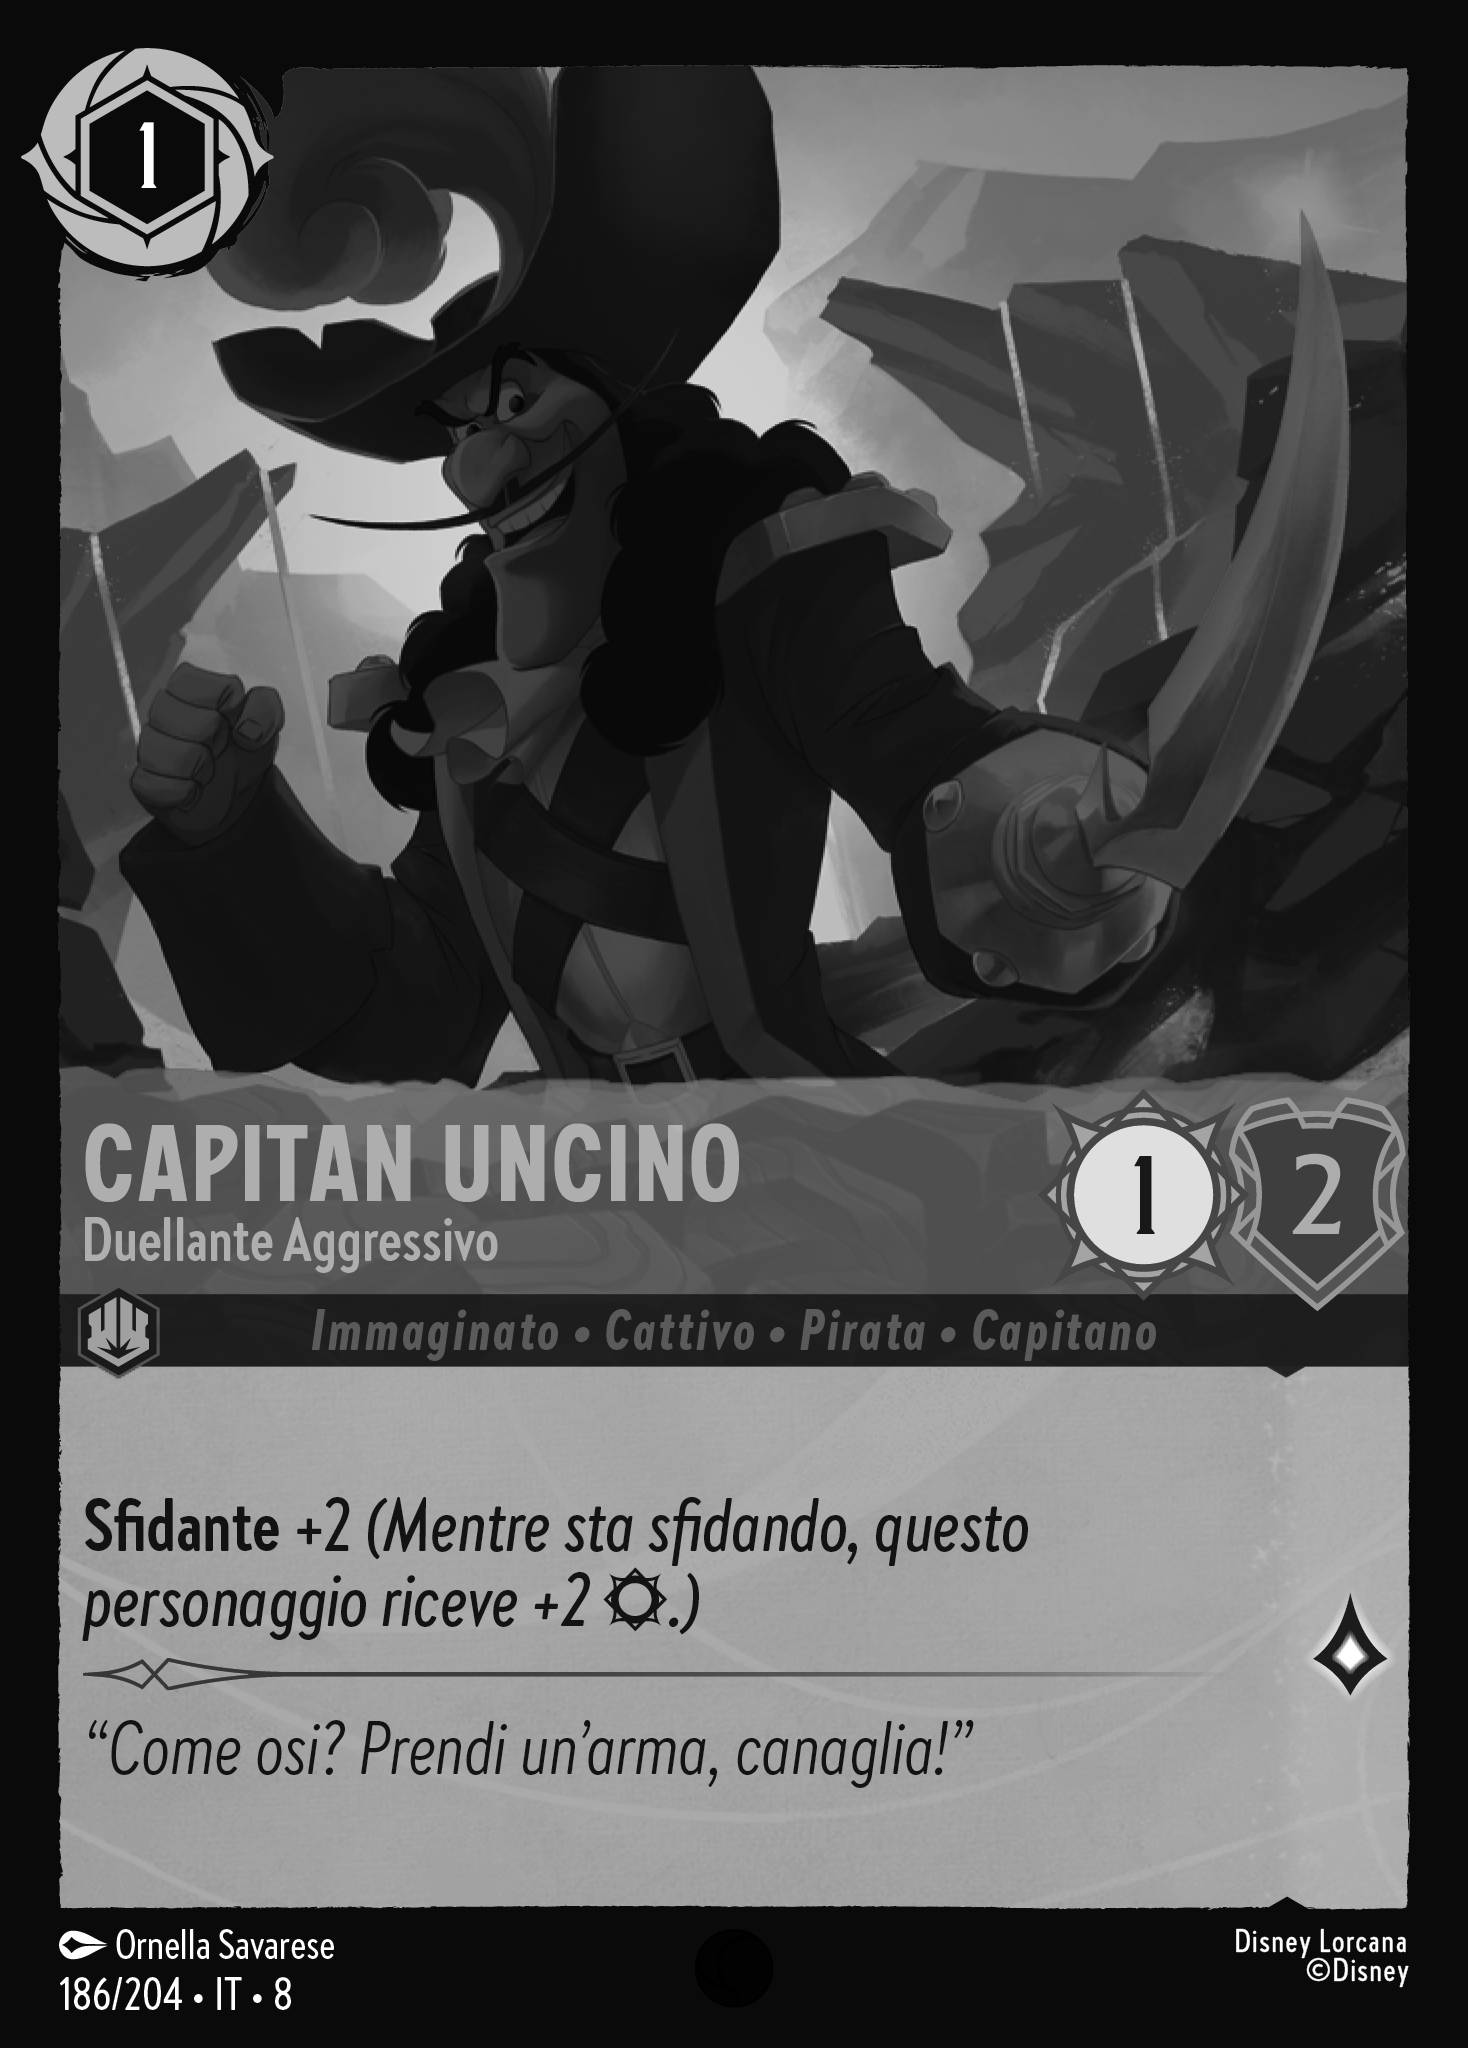 1
CAPITAN UNCINO
Duellante Aggressivo
1
2
Immaginato • Cattivo • Pirata • Capitano
Sfidante +2 (Mentre sta sfidando, questo
personaggio riceve +2 .)
“Come osi? Prendi un’arma, canaglia!”
Ornella Savarese
186/204 • IT • 8
Disney Lorcana
©Disney